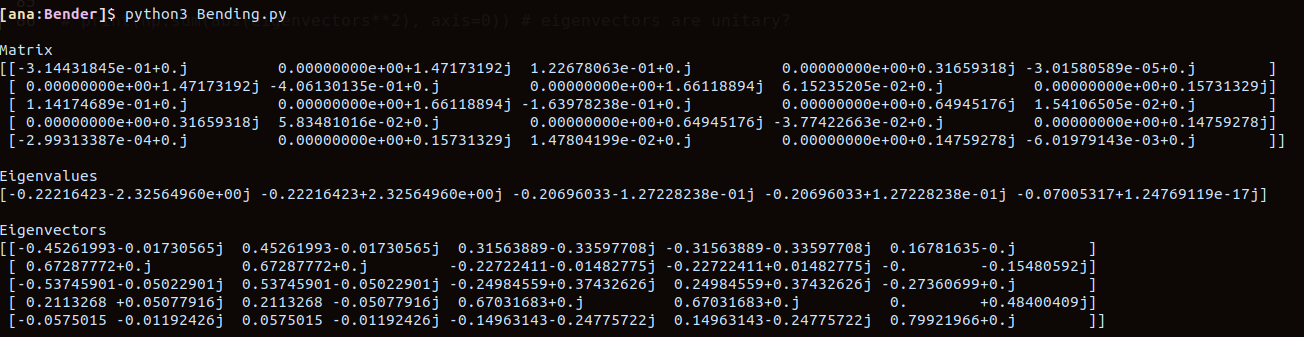 [ana:Bender]$ python3 Bending.py
Matrix
[[-3.14431845e-01+0.j 0.00000000e+00+1.47173192j 1.22678063e-01+0.j 0.00000000e+00+0.31659318j -3.01580589e-05+0.j ]
[ 0.00000000e+00+1.47173192j -4.06130135e-01+0.j 0.00000000e+00+1.66118894j 6.15235205e-02+0.j 0.00000000e+00+0.15731329j]
[ 1.14174689e-01+0.j 0.00000000e+00+1.66118894j -1.63978238e-01+0.j 0.00000000e+00+0.64945176j 1.54106505e-02+0.j ]
[ 0.00000000e+00+0.31659318j 5.83481016e-02+0.j 0.00000000e+00+0.64945176j -3.77422663e-02+0.j 0.00000000e+00+0.14759278j]
[-2.99313387e-04+0.j 0.00000000e+00+0.15731329j 1.47804199e-02+0.j 0.00000000e+00+0.14759278j -6.01979143e-03+0.j ]]
Eigenvalues
[-0.22216423-2.32564960e+00j -0.22216423+2.32564960e+00j -0.20696033-1.27228238e-01j -0.20696033+1.27228238e-01j -0.07005317+1.24769119e-17j]
Eigenvectors
[[-0.45261993-0.01730565j 0.45261993-0.01730565j 0.31563889-0.33597708j -0.31563889-0.33597708j 0.16781635-0.j ]
[ 0.67287772+0.j 0.67287772+0.j -0.22722411-0.01482775j -0.22722411+0.01482775j -0. -0.15480592j]
[-0.53745901-0.05022901j 0.53745901-0.05022901j -0.24984559+0.37432626j 0.24984559+0.37432626j -0.27360699+0.j ]
[ 0.2113268 +0.05077916j 0.2113268 -0.05077916j 0.67031683+0.j 0.67031683+0.j 0. +0.48400409j]
[-0.0575015 -0.01192426j 0.0575015 -0.01192426j -0.14963143-0.24775722j 0.14963143-0.24775722j 0.79921966+0.j ]]